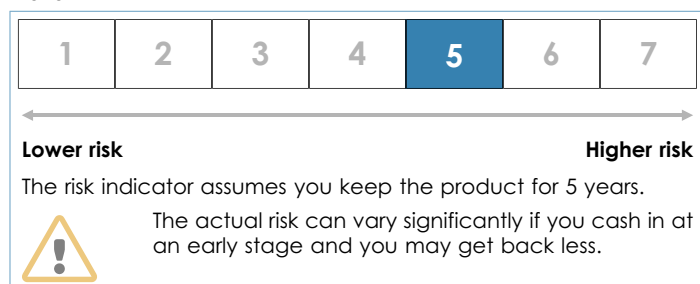 1 2 3 4 5 6 7
Lower risk Higher risk
The risk indicator assumes you keep the product for 5 years.
The actual risk can vary significantly if you cash in at
an early stage and you may get back less.